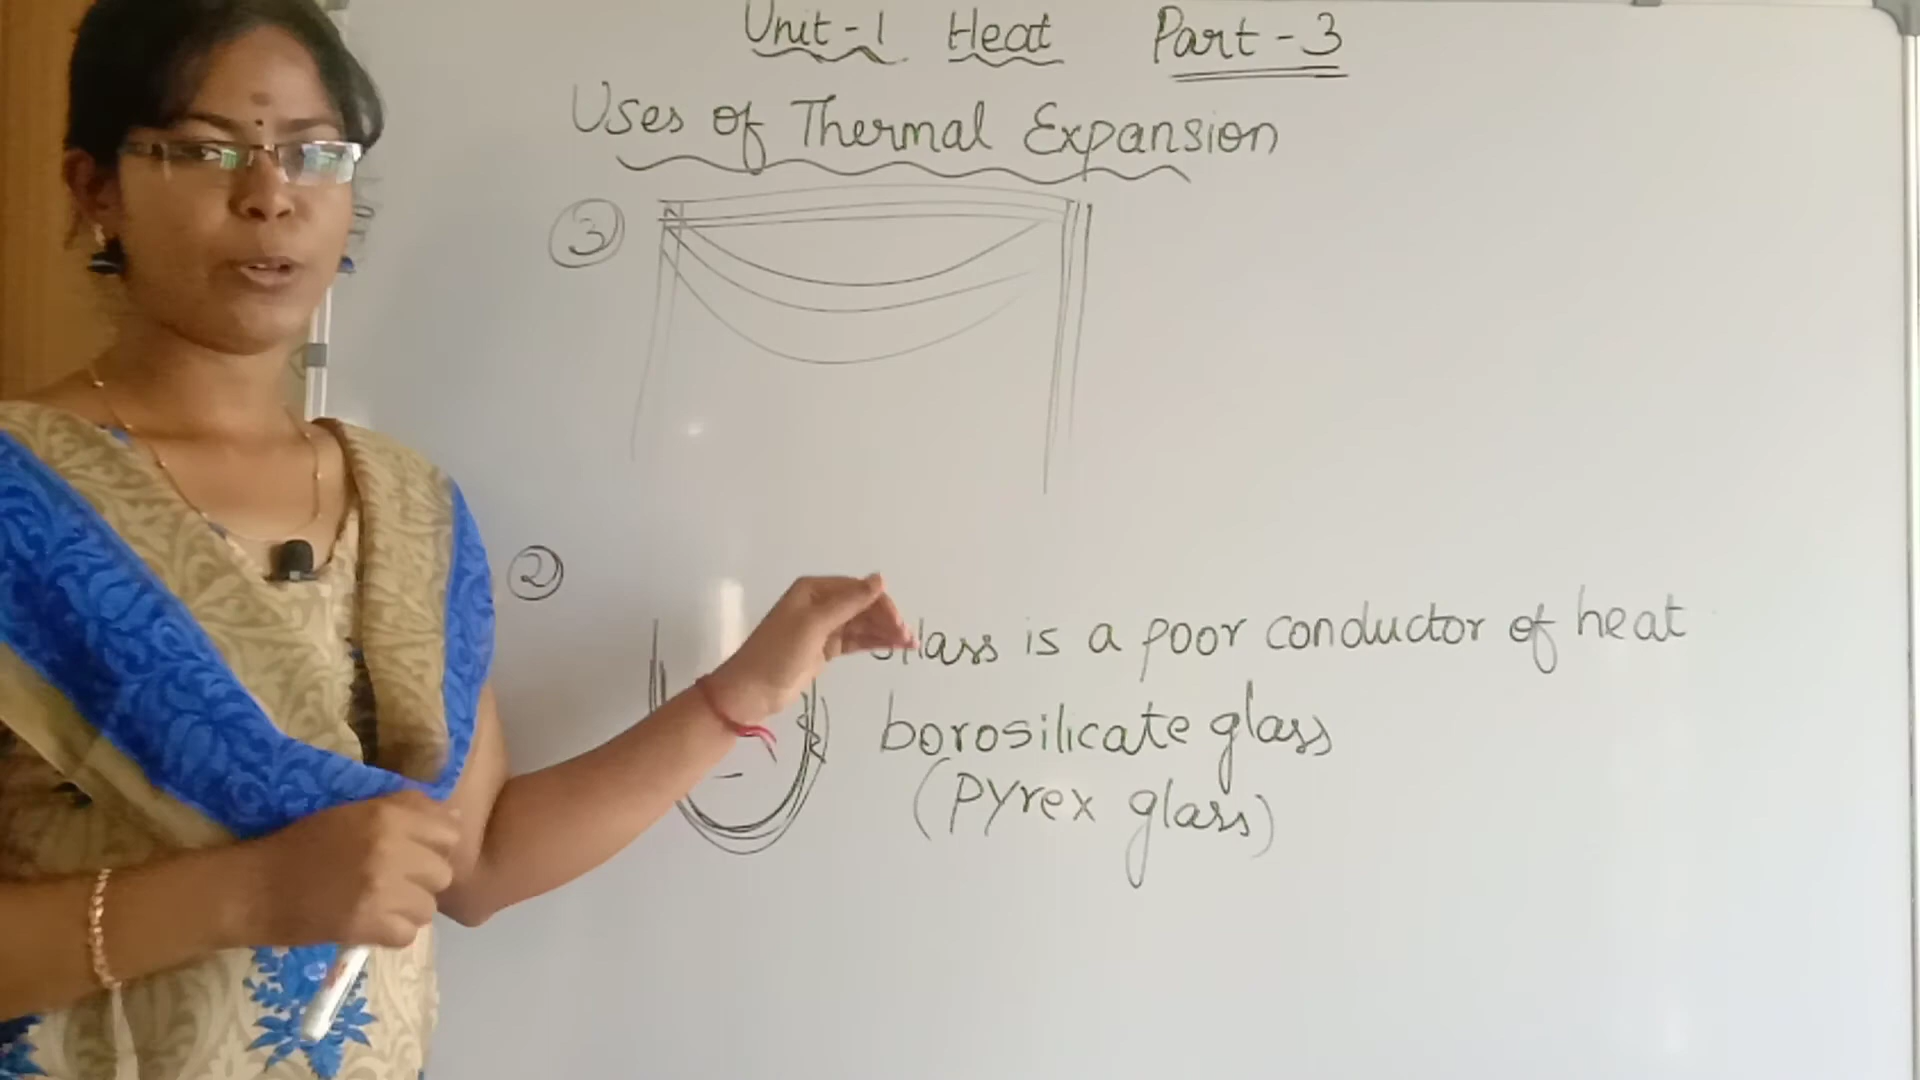 Unit-1 Heat Part-3
Uses of Thermal Expansion
3
2
Glass is a poor conductor of heat
borosilicate glass
(Pyrex glass)